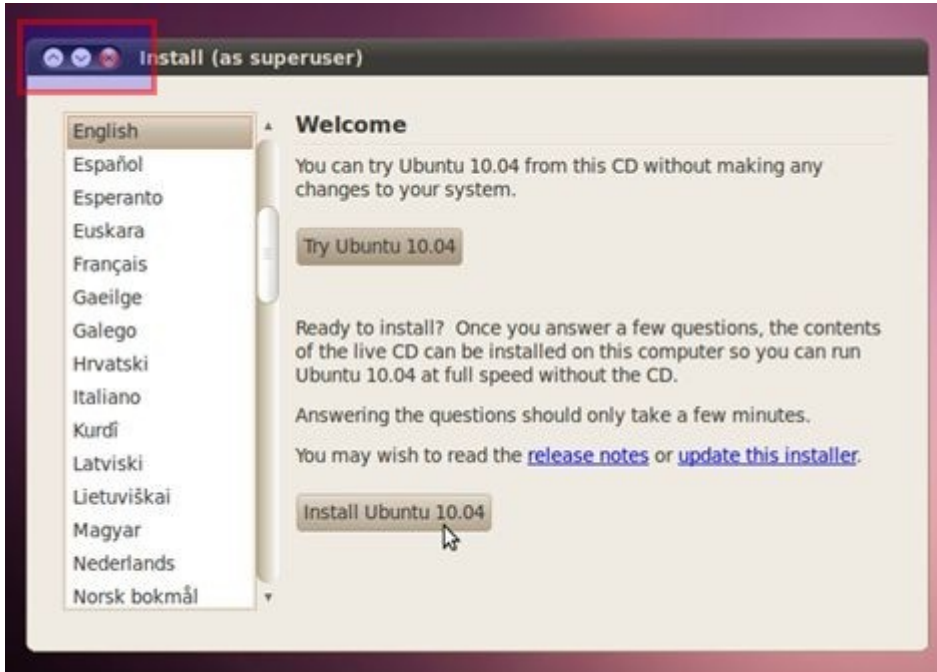 Install (as superuser)
English
Español
Esperanto
Euskara
Français
Gaeilge
Galego
Hrvatski
Italiano
Kurdî
Latviski
Lietuviškai
Magyar
Nederlands
Norsk bokmål
Welcome
You can try Ubuntu 10.04 from this CD without making any
changes to your system.
Try Ubuntu 10.04
Ready to install? Once you answer a few questions, the contents
of the live CD can be installed on this computer so you can run
Ubuntu 10.04 at full speed without the CD.
Answering the questions should only take a few minutes.
You may wish to read the release notes or update this installer.
Install Ubuntu 10.04